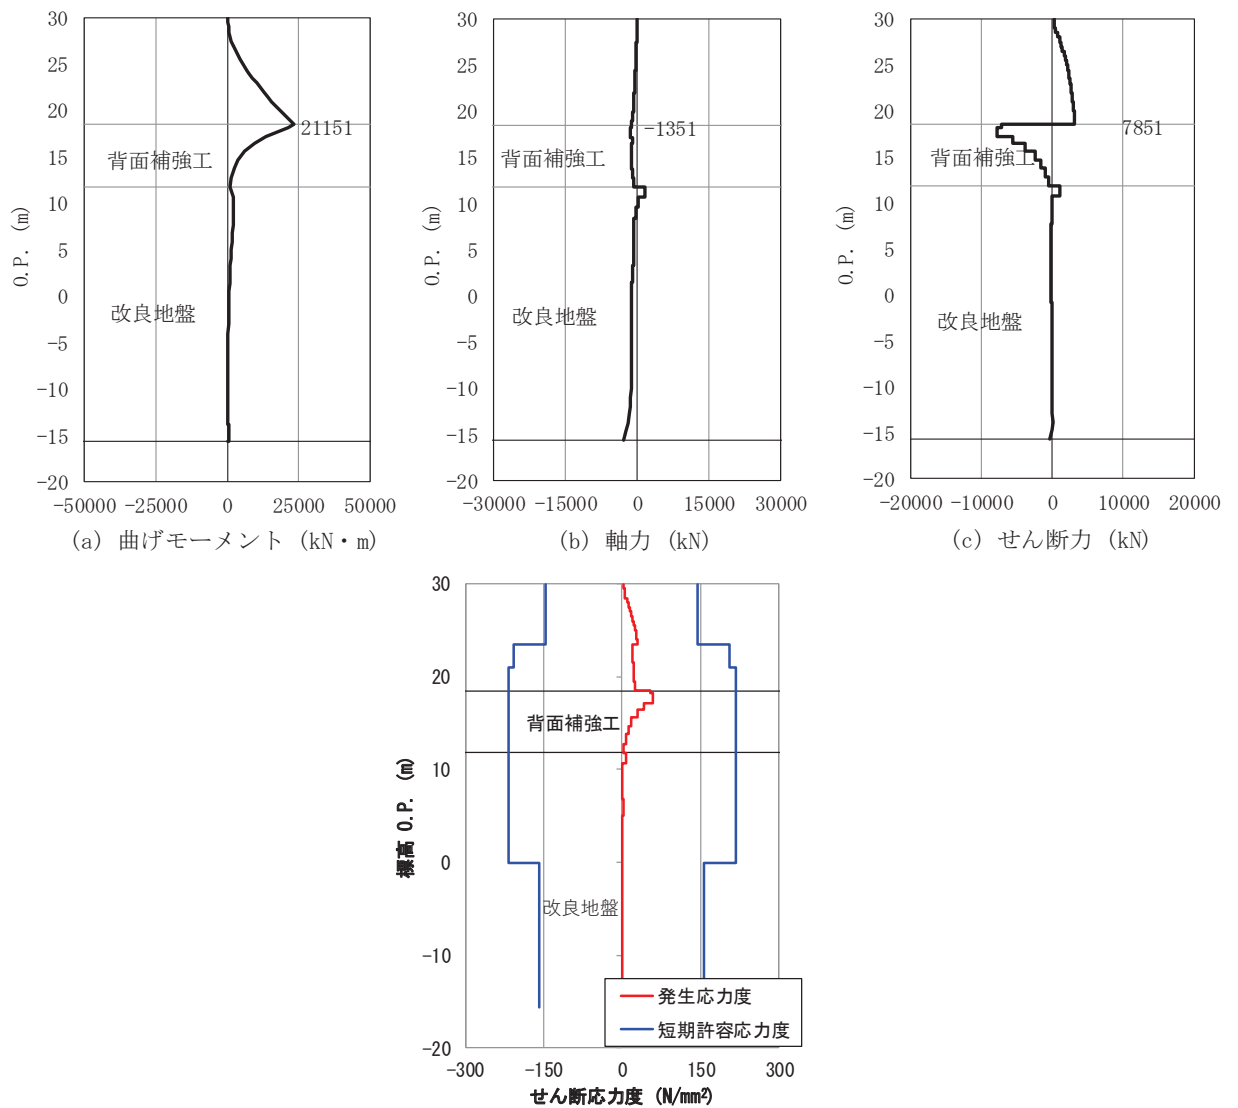 30
25
20
15
10
5
0
-5
-10
-15
-20
O.P. (m)
21151
背面補強工
改良地盤
-50000 -25000 0 25000 50000
(a) 曲げモーメント (kN・m)
30
25
20
15
10
5
0
-5
-10
-15
-20
O.P. (m)
-1351
背面補強工
改良地盤
-30000 -15000 0 15000 30000
(b) 軸力 (kN)
30
25
20
15
10
5
0
-5
-10
-15
-20
O.P. (m)
7851
背面補強工
改良地盤
-20000 -10000 0 10000 20000
(c) せん断力 (kN)
30
20
10
0
-10
-20
標高 O.P. (m)
背面補強工
改良地盤
発生応力度
短期許容応力度
-300 -150 0 150 300
せん断応力度 (N/mm²)